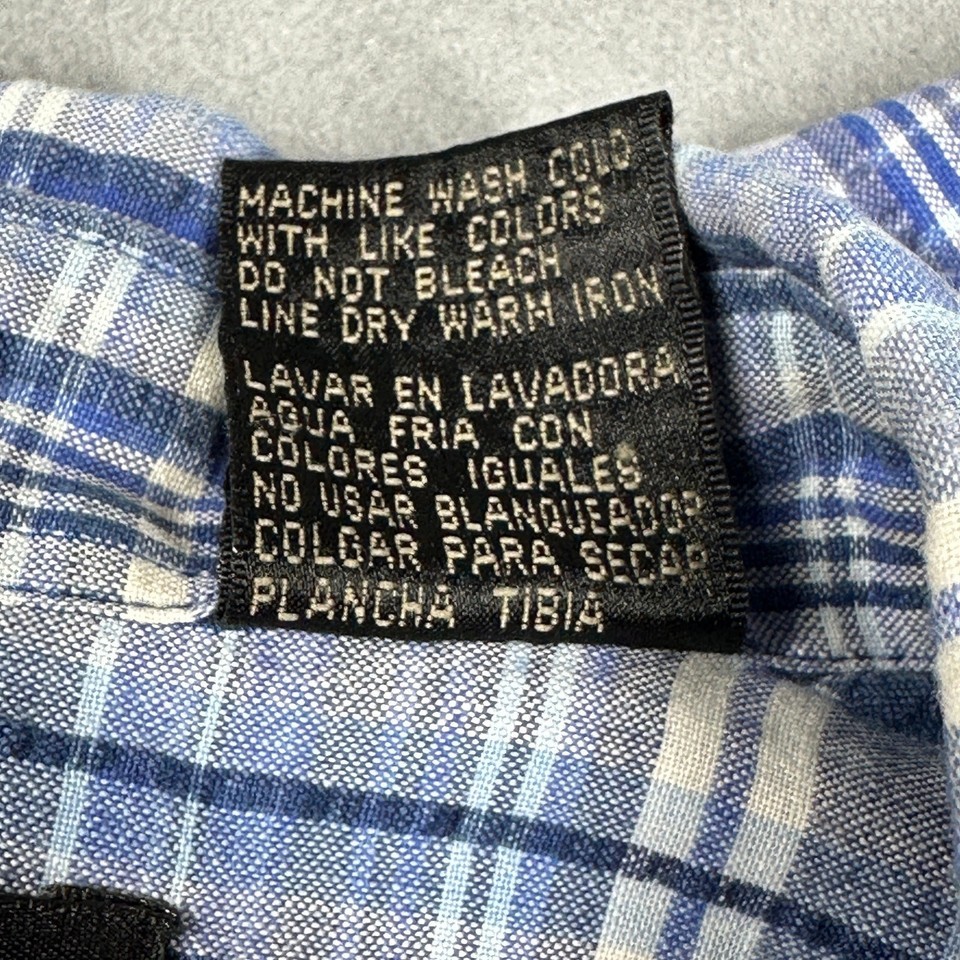 MACHINE WASH COLD
WITH LIKE COLORS
DO NOT BLEACH
LINE DRY WARM IRON
LAVAR EN LAVADORA
AGUA FRIA CON
COLORES IGUALES
NO USAR BLANQUEADOR
COLGAR PARA SECAR
PLANCHA TIBIA